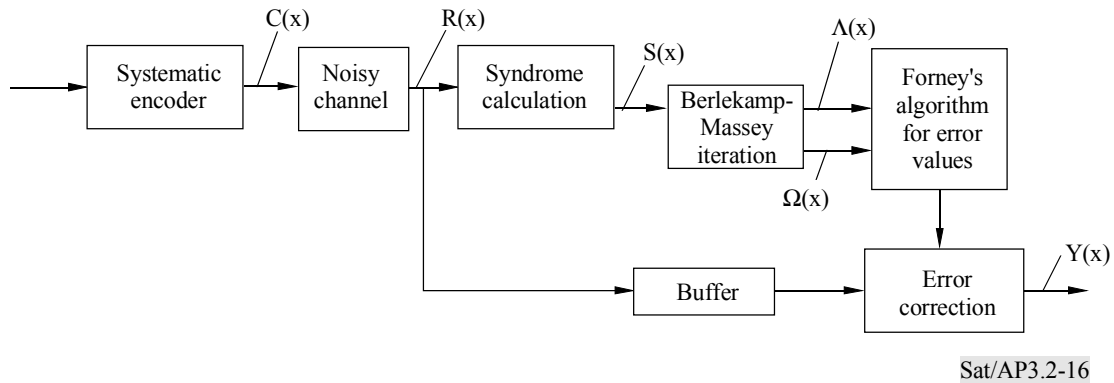 C(x)
R(x)
Λ(x)
Systematic
encoder
Noisy
channel
Syndrome
calculation
S(x)
Berlekamp-
Massey
iteration
Forney's
algorithm
for error
values
Ω(x)
Buffer
Error
correction
Y(x)
Sat/AP3.2-16